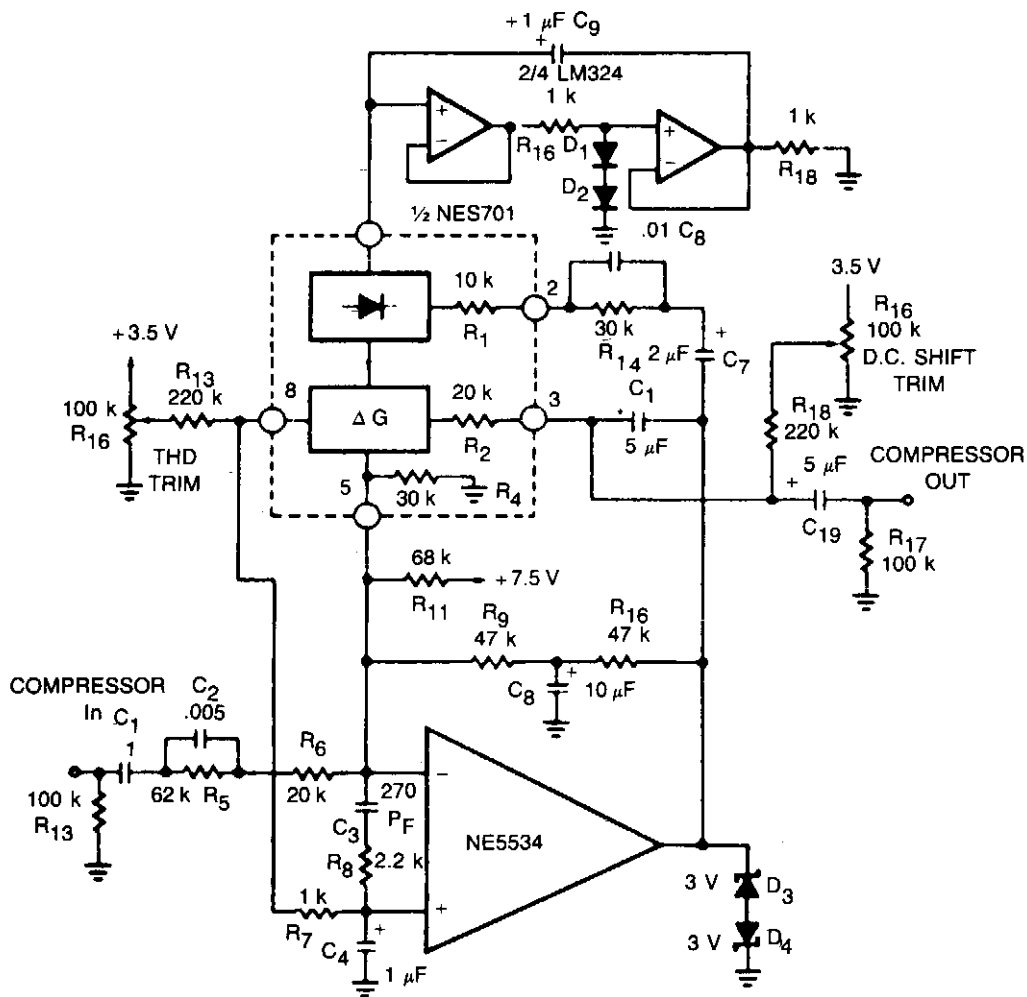 + 1 µF C9
+
2/4 LM324
1 k
1 k
+
−
R16
D1
D2
+
−
R18
½ NES701
.01 C8
10 k
R1
2
30 k
R14
2 µF
+
C7
3.5 V
R16
100 k
D.C. SHIFT
TRIM
+3.5 V
R13
220 k
100 k
R16
THD
TRIM
8
Δ G
20 k
R2
3
C1
5 µF
R18
220 k
5 µF
+
C19
COMPRESSOR
OUT
R17
100 k
5
30 k
R4
68 k
R11
+7.5 V
R9
47 k
R16
47 k
C8
+
10 µF
COMPRESSOR
In C1
1
C2
.005
100 k
R13
62 k R5
R6
20 k
270
PF
C3
R8
2.2 k
1 k
R7
C4
+
1 µF
−
+
NE5534
3 V D3
3 V D4